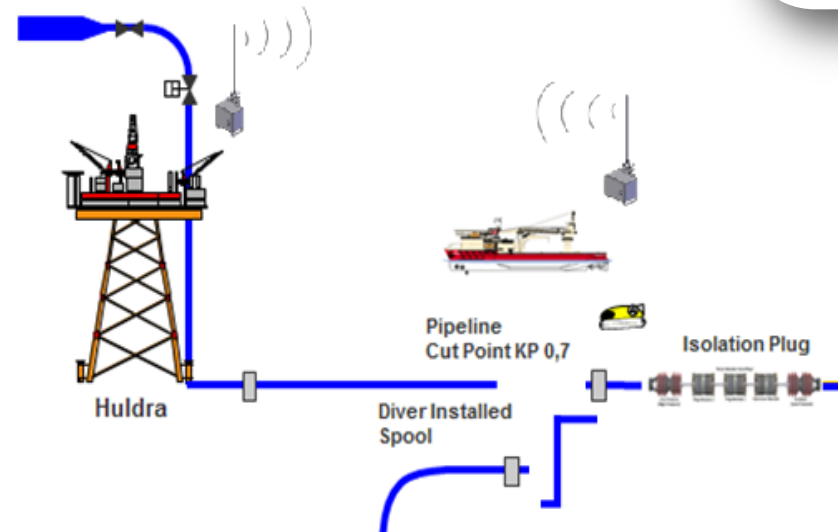 Pipeline
Cut Point KP 0,7
Isolation Plug
Huldra
Diver Installed
Spool